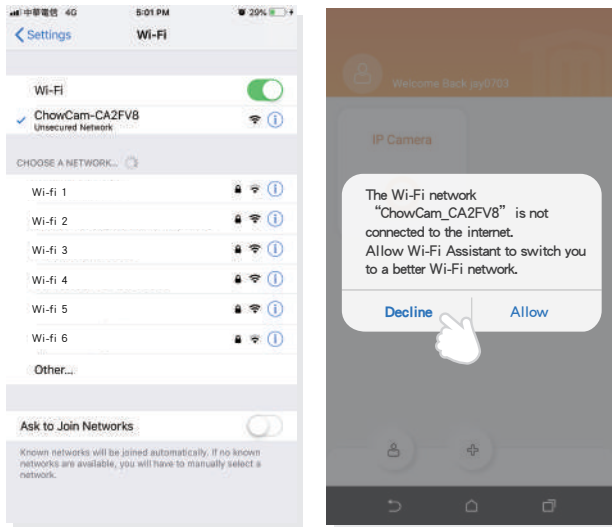 中華電信 4G 5:01 PM 29%
Settings Wi-Fi
Wi-Fi
ChowCam-CA2FV8
Unsecured Network
CHOOSE A NETWORK...
Wi-fi 1
Wi-fi 2
Wi-fi 3
Wi-fi 4
Wi-fi 5
Wi-fi 6
Other...
Ask to Join Networks
Known networks will be joined automatically. If no known
networks are available, you will have to manually select a
network.
Welcome Back jay0703
IP Camera
The Wi-Fi network
“ChowCam_CA2FV8” is not
connected to the internet.
Allow Wi-Fi Assistant to switch you
to a better Wi-Fi network.
Decline Allow